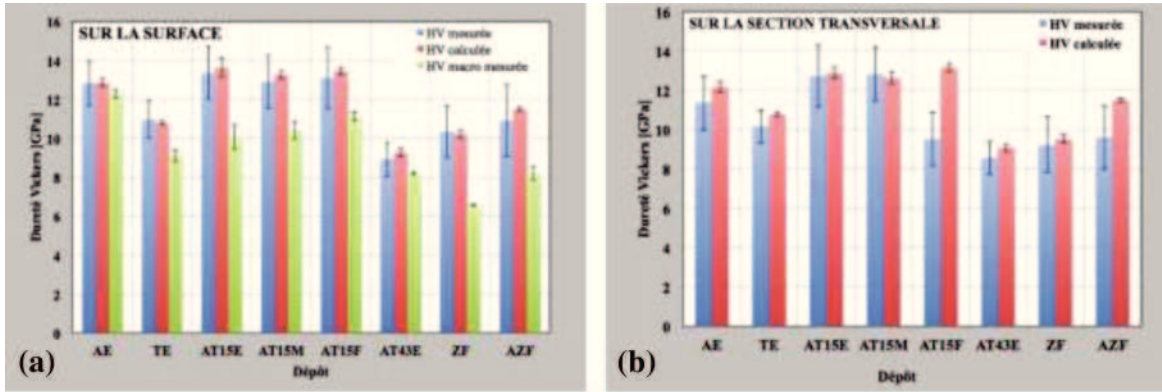 SUR LA SURFACE
HV mesurée
HV calculée
HV macro mesurée
Dureté Vickers [GPa]
16
14
12
10
8
6
4
2
0
AE TE AT15E AT15M AT15F AT43E ZF AZF
Dépôt
(a)
SUR LA SECTION TRANSVERSALE
HV mesurée
HV calculée
Dureté Vickers [GPa]
16
14
12
10
8
6
4
2
0
AE TE AT15E AT15M AT15F AT43E ZF AZF
Dépôt
(b)